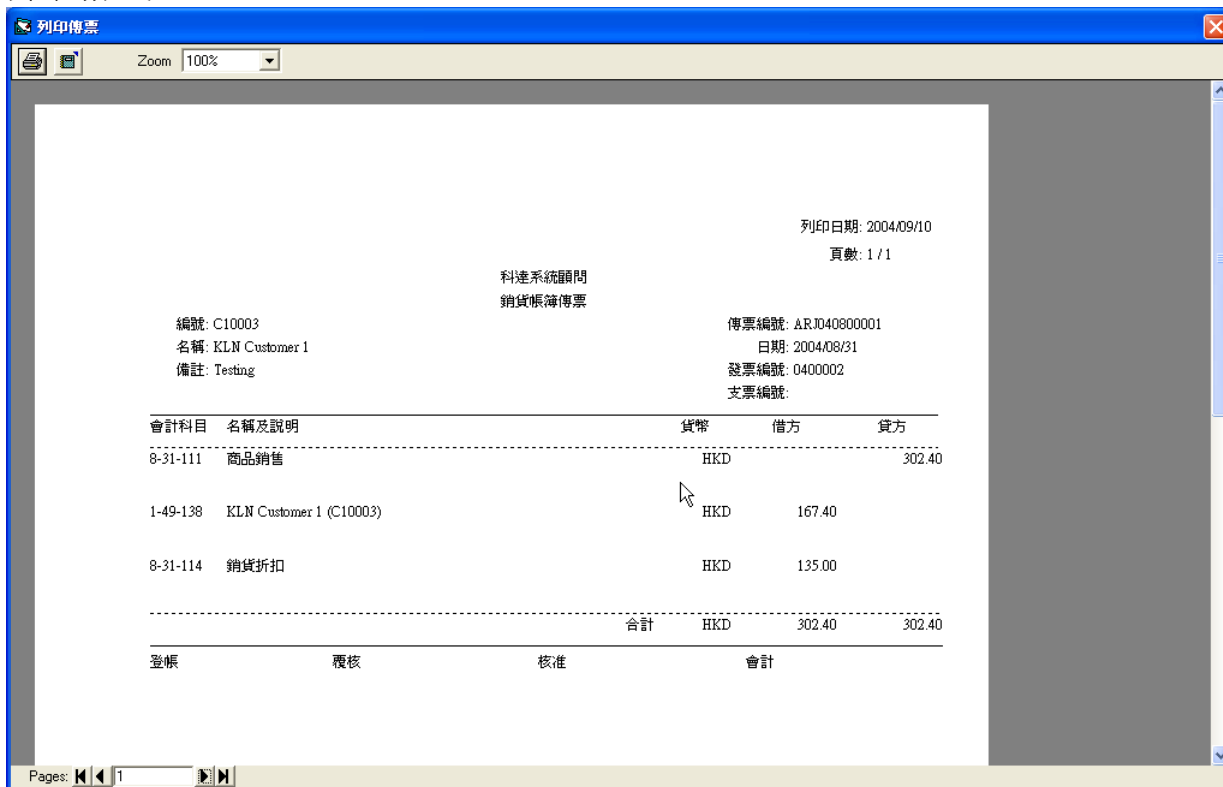 列印傳票
Zoom 100%
列印日期: 2004/09/10
頁數: 1 / 1
科達系統顧問
銷貨帳簿傳票
編號: C10003 傳票編號: ARJ040800001
名稱: KLN Customer 1 日期: 2004/08/31
備註: Testing 發票編號: 0400002
支票編號:
會計科目 名稱及說明 貨幣 借方 貸方
8-31-111 商品銷售 HKD 302.40
1-49-138 KLN Customer 1 (C10003) HKD 167.40
8-31-114 銷貨折扣 HKD 135.00
合計 HKD 302.40 302.40
登帳 覆核 核准 會計
Pages: 1